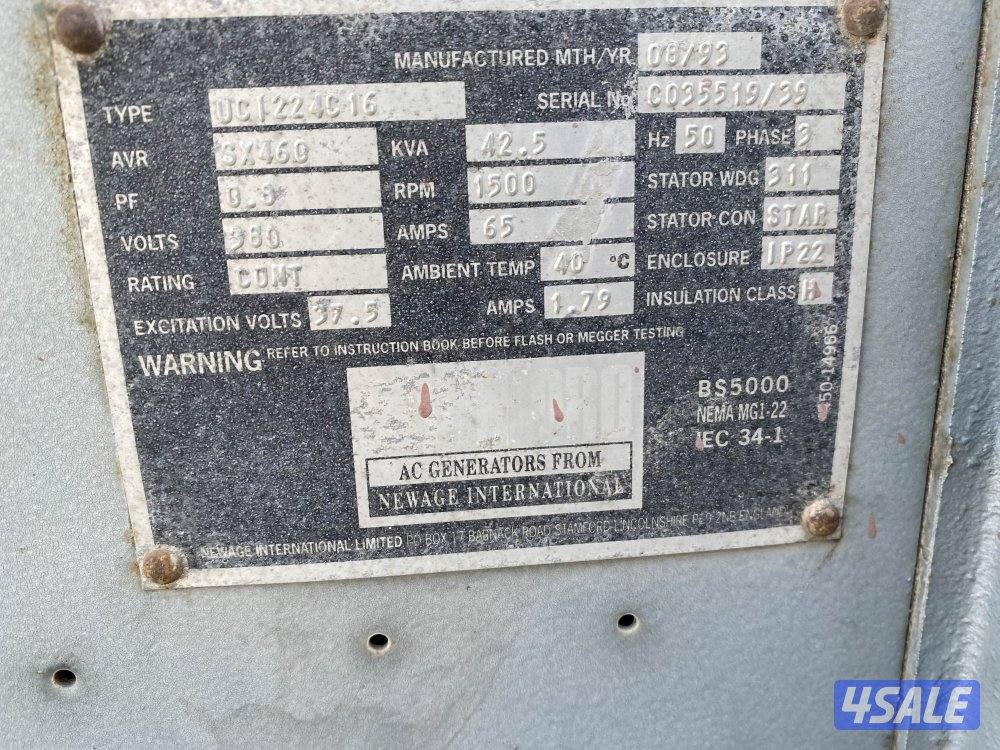 MANUFACTURED MTH/YR 08/93
TYPE UCI224C16 SERIAL No C035519/39
AVR SX460 KVA 42.5 Hz 50 PHASE 3
PF 0.8 RPM 1500 STATOR WDG 311
VOLTS 380 AMPS 65 STATOR CON STAR
RATING CONT AMBIENT TEMP 40 °C ENCLOSURE IP22
EXCITATION VOLTS 37.5 AMPS 1.79 INSULATION CLASS H
WARNING REFER TO INSTRUCTION BOOK BEFORE FLASH OR MEGGER TESTING
BS5000
NEMA MG1-22
IEC 34-1
AC GENERATORS FROM
NEWAGE INTERNATIONAL
NEWAGE INTERNATIONAL LIMITED PO BOX 17 BARNACK ROAD STAMFORD LINCOLNSHIRE PE9 2NB ENGLAND
4SALE